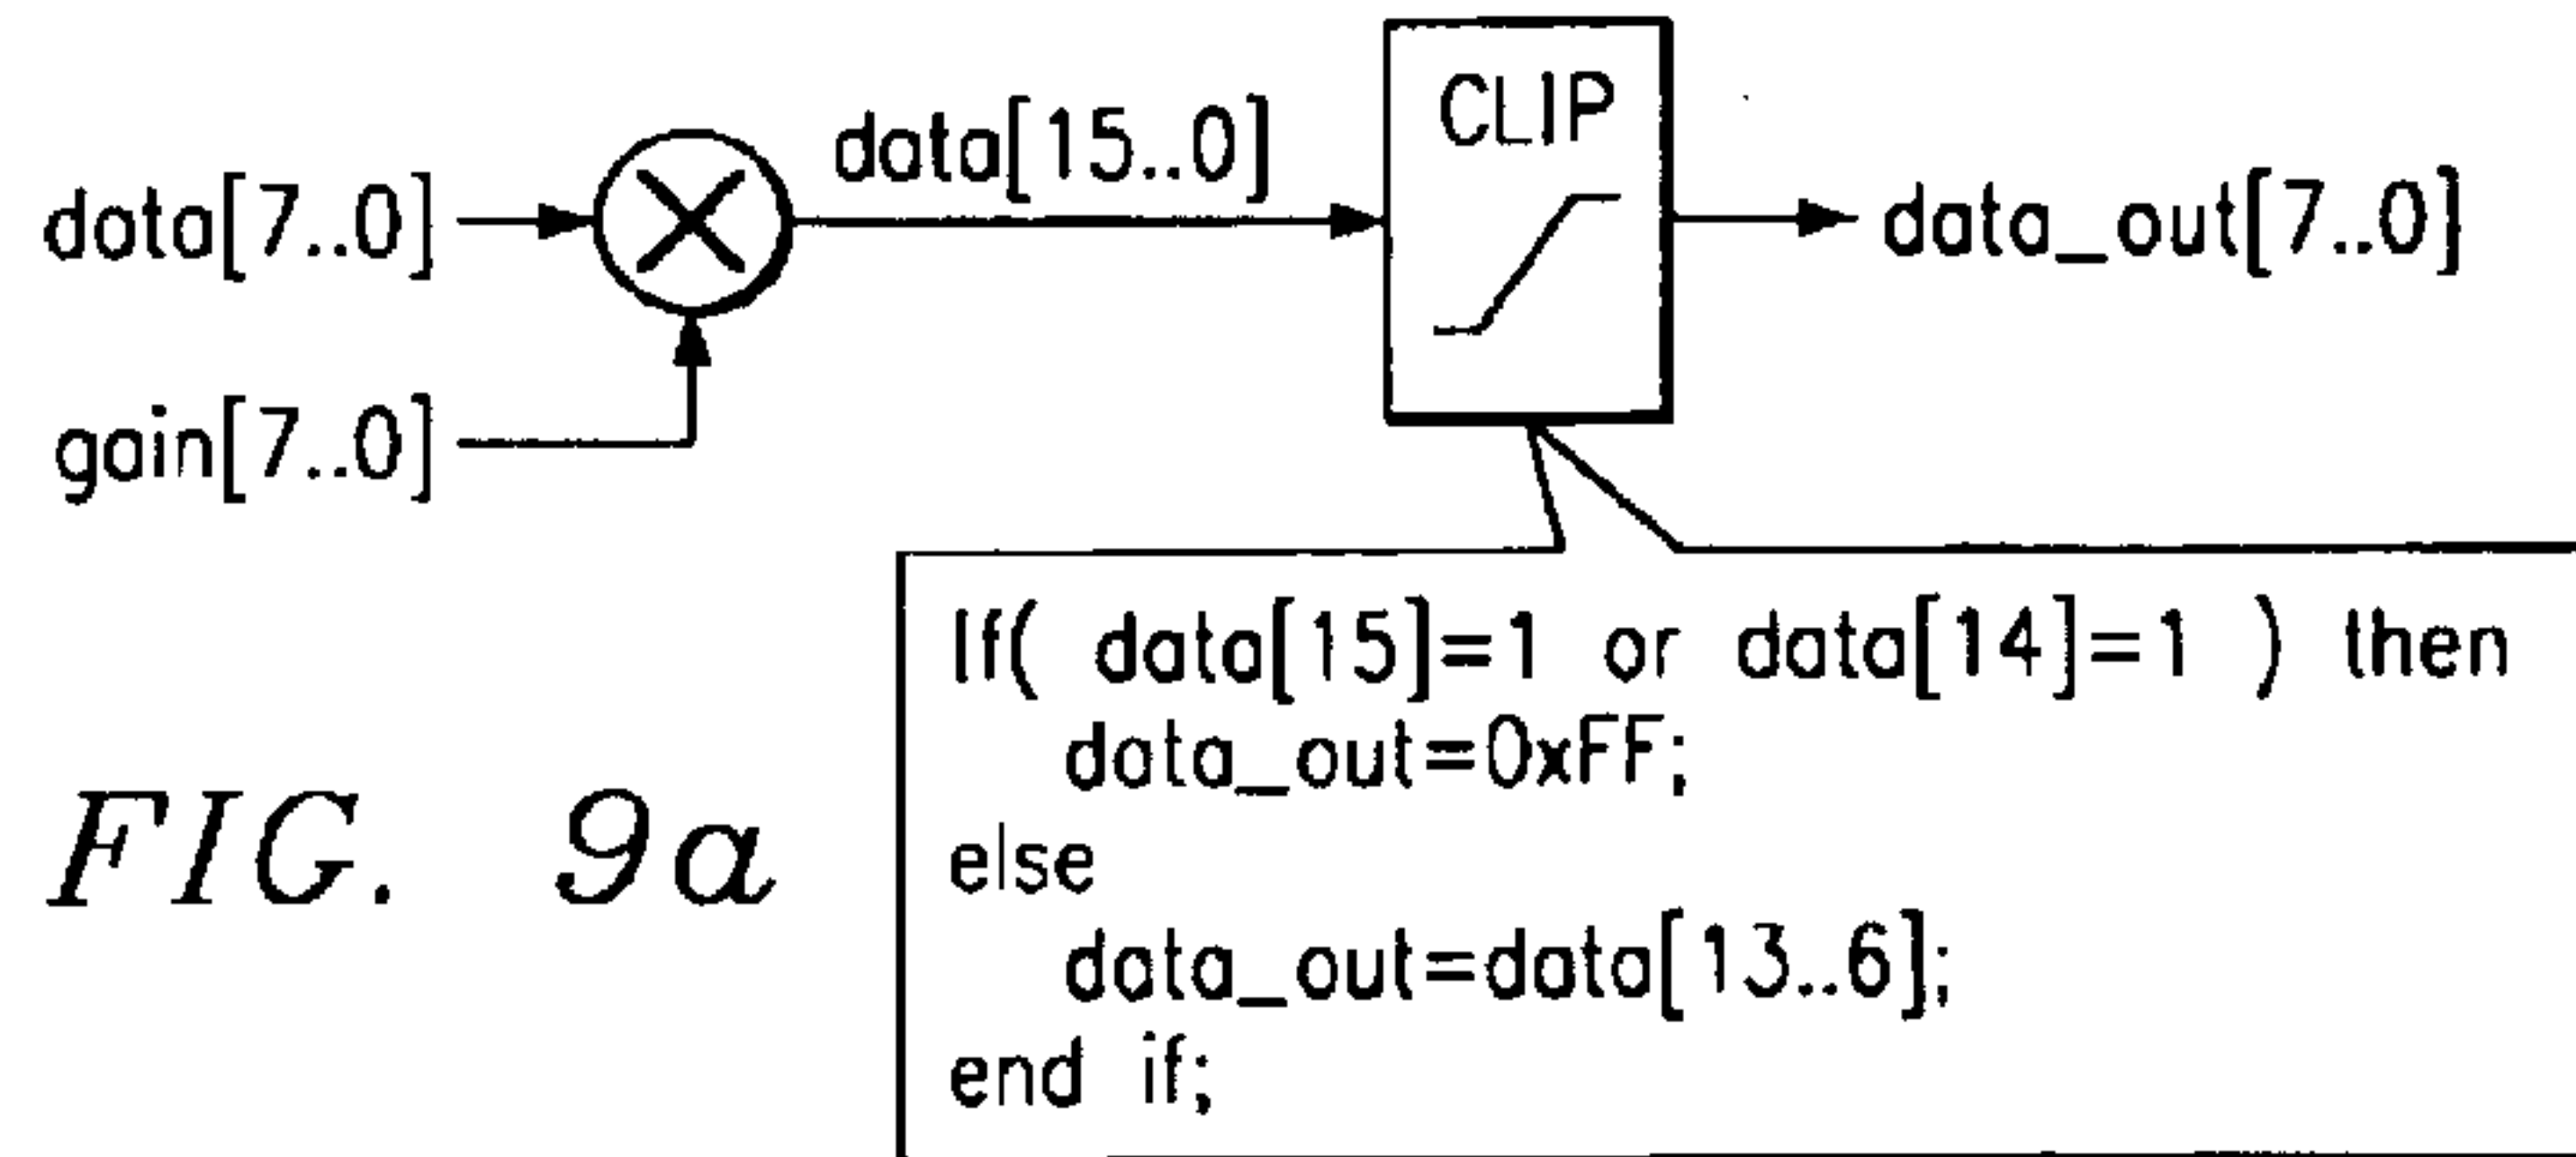 data[7..0]
gain[7..0]
data[15..0]
CLIP
data_out[7..0]
If( data[15]=1 or data[14]=1 ) then
data_out=0xFF;
else
data_out=data[13..6];
end if;
FIG. 9a